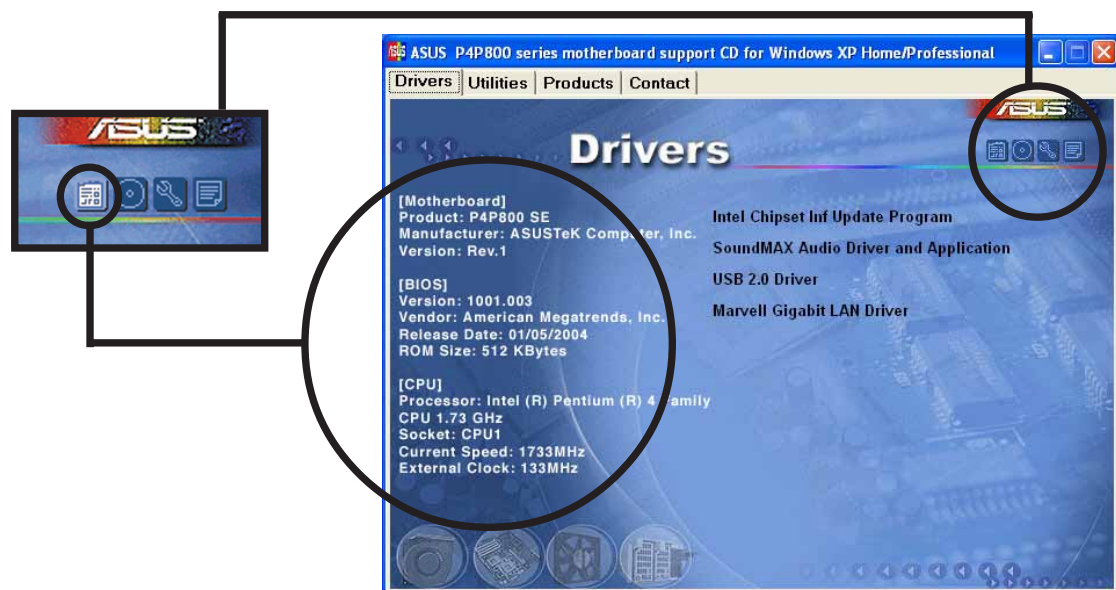 ASUS
ASUS P4P800 series motherboard support CD for Windows XP Home/Professional
Drivers Utilities Products Contact
ASUS
Drivers
[Motherboard]
Product: P4P800 SE
Manufacturer: ASUSTeK Computer, Inc.
Version: Rev.1
[BIOS]
Version: 1001.003
Vendor: American Megatrends, Inc.
Release Date: 01/05/2004
ROM Size: 512 KBytes
[CPU]
Processor: Intel (R) Pentium (R) 4 Family
CPU 1.73 GHz
Socket: CPU1
Current Speed: 1733MHz
External Clock: 133MHz
Intel Chipset Inf Update Program
SoundMAX Audio Driver and Application
USB 2.0 Driver
Marvell Gigabit LAN Driver